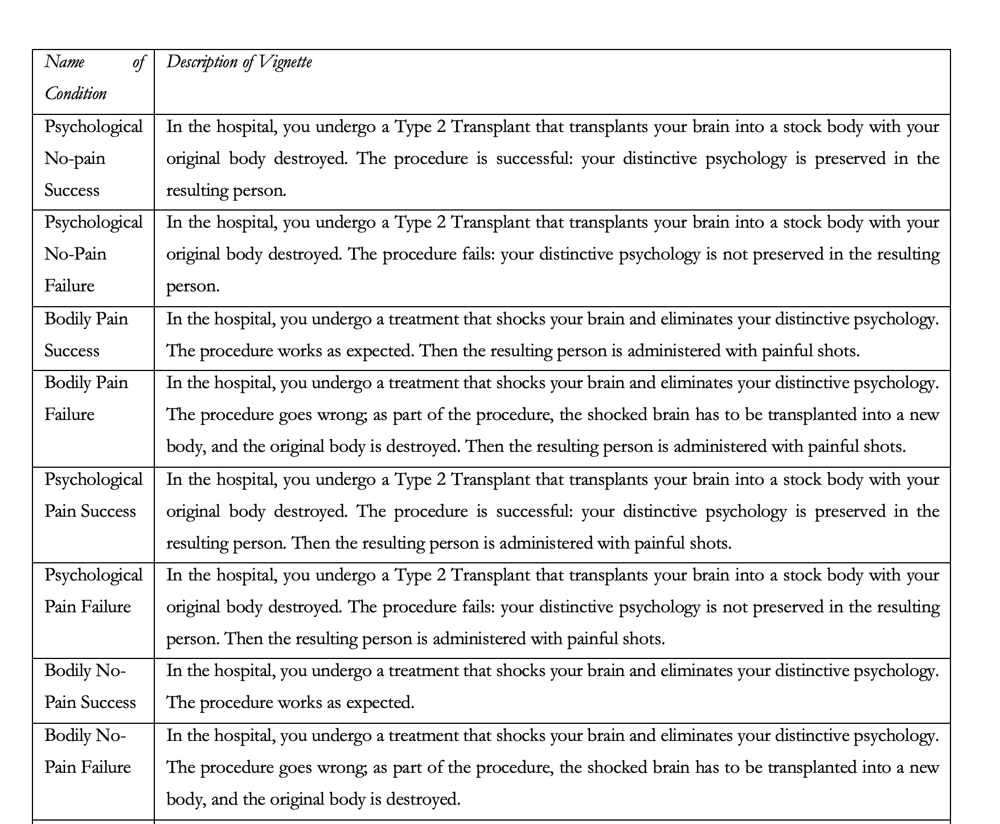 Name of
Condition
Description of Vignette
Psychological
No-pain
Success
In the hospital, you undergo a Type 2 Transplant that transplants your brain into a stock body with your
original body destroyed. The procedure is successful: your distinctive psychology is preserved in the
resulting person.
Psychological
No-Pain
Failure
In the hospital, you undergo a Type 2 Transplant that transplants your brain into a stock body with your
original body destroyed. The procedure fails: your distinctive psychology is not preserved in the resulting
person.
Bodily Pain
Success
In the hospital, you undergo a treatment that shocks your brain and eliminates your distinctive psychology.
The procedure works as expected. Then the resulting person is administered with painful shots.
Bodily Pain
Failure
In the hospital, you undergo a treatment that shocks your brain and eliminates your distinctive psychology.
The procedure goes wrong; as part of the procedure, the shocked brain has to be transplanted into a new
body, and the original body is destroyed. Then the resulting person is administered with painful shots.
Psychological
Pain Success
In the hospital, you undergo a Type 2 Transplant that transplants your brain into a stock body with your
original body destroyed. The procedure is successful: your distinctive psychology is preserved in the
resulting person. Then the resulting person is administered with painful shots.
Psychological
Pain Failure
In the hospital, you undergo a Type 2 Transplant that transplants your brain into a stock body with your
original body destroyed. The procedure fails: your distinctive psychology is not preserved in the resulting
person. Then the resulting person is administered with painful shots.
Bodily No-
Pain Success
In the hospital, you undergo a treatment that shocks your brain and eliminates your distinctive psychology.
The procedure works as expected.
Bodily No-
Pain Failure
In the hospital, you undergo a treatment that shocks your brain and eliminates your distinctive psychology.
The procedure goes wrong; as part of the procedure, the shocked brain has to be transplanted into a new
body, and the original body is destroyed.